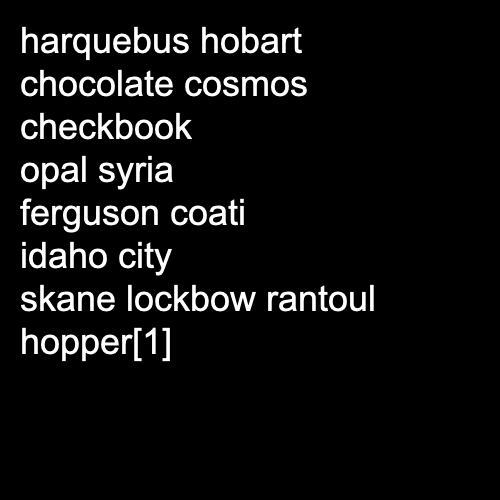 harquebus hobart
chocolate cosmos
checkbook
opal syria
ferguson coati
idaho city
skane lockbow rantoul
hopper[1]